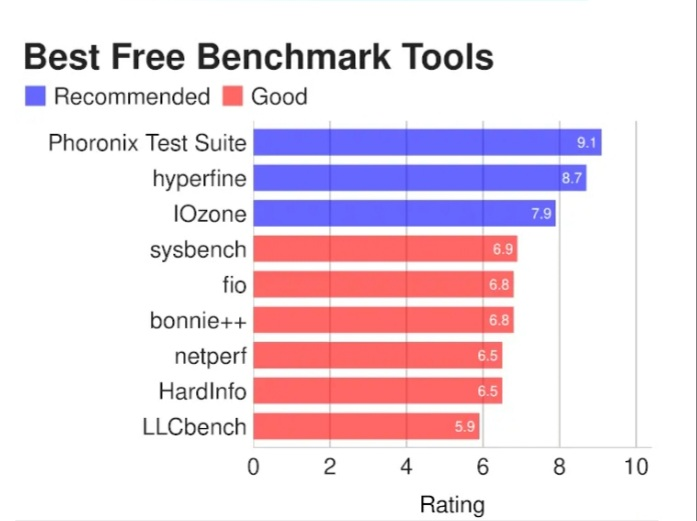 Best Free Benchmark Tools
Recommended Good
Phoronix Test Suite 9.1
hyperfine 8.7
IOzone 7.9
sysbench 6.9
fio 6.8
bonnie++ 6.8
netperf 6.5
HardInfo 6.5
LLCbench 5.9
0 2 4 6 8 10
Rating